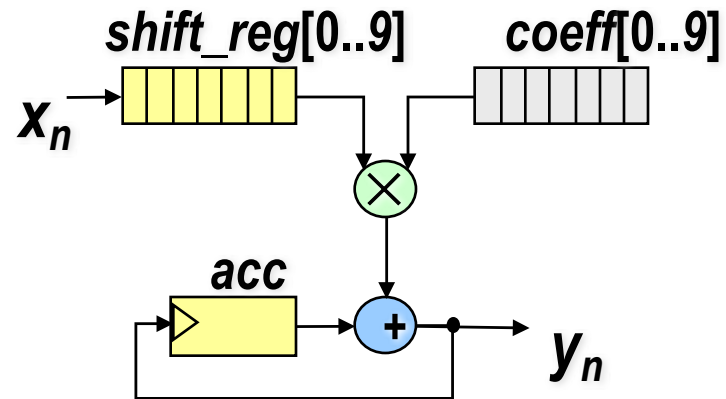 shift_reg[0..9]
coeff[0..9]
xn
×
acc
+
yn